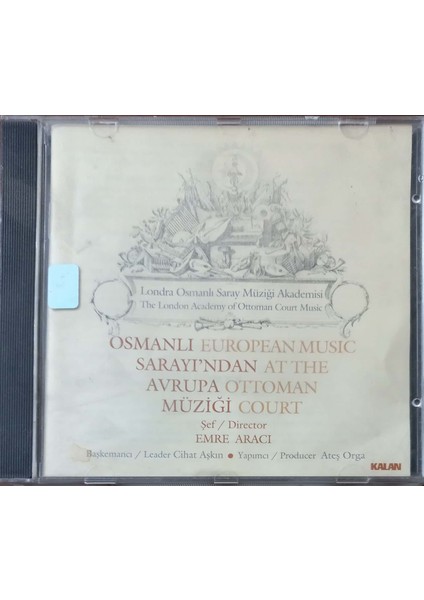 Londra Osmanlı Saray Müziği Akademisi
The London Academy of Ottoman Court Music
OSMANLI EUROPEAN MUSIC
SARAYI'NDAN AT THE
AVRUPA OTTOMAN
MÜZİĞİ COURT
Şef / Director
EMRE ARACI
Başkemancı / Leader Cihat Aşkın • Yapımcı / Producer Ateş Orga
KALAN